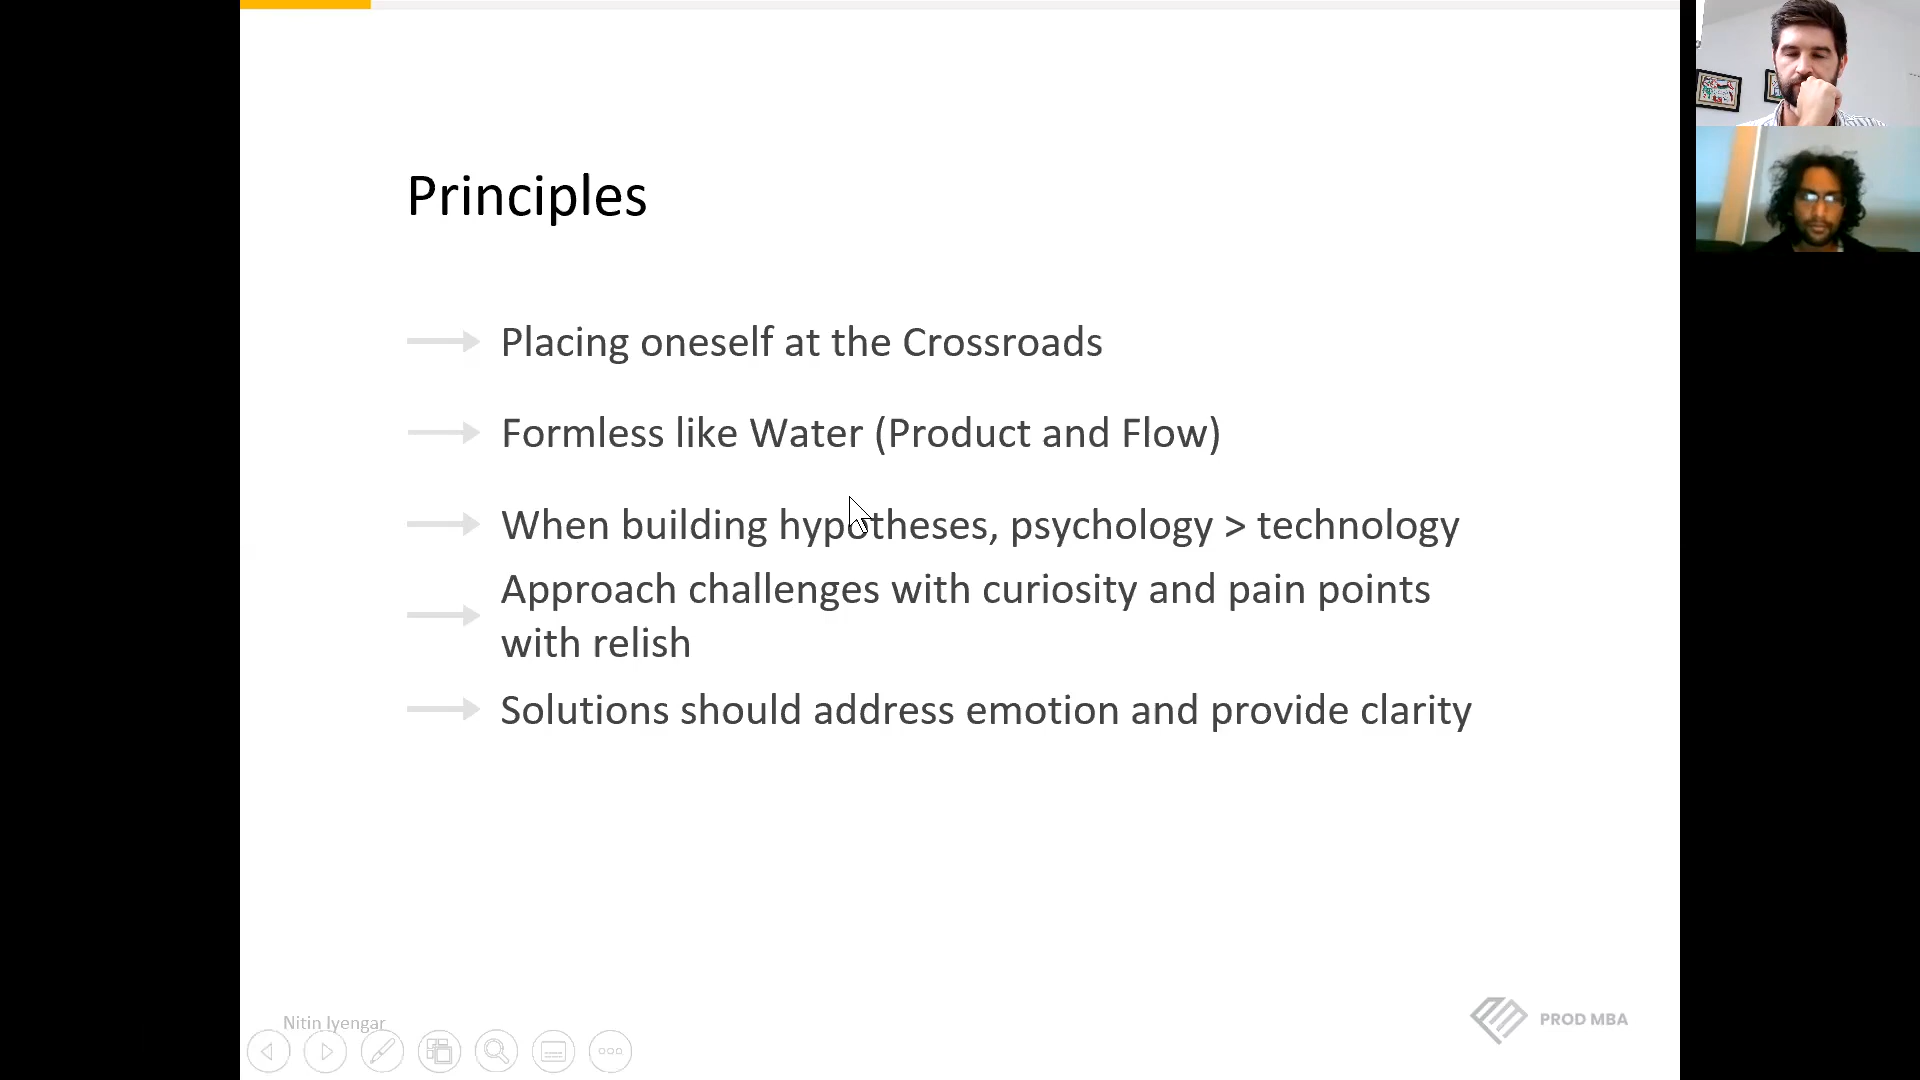 Principles
Placing oneself at the Crossroads
Formless like Water (Product and Flow)
When building hypotheses, psychology > technology
Approach challenges with curiosity and pain points
with relish
Solutions should address emotion and provide clarity
Nitin Iyengar
PROD MBA